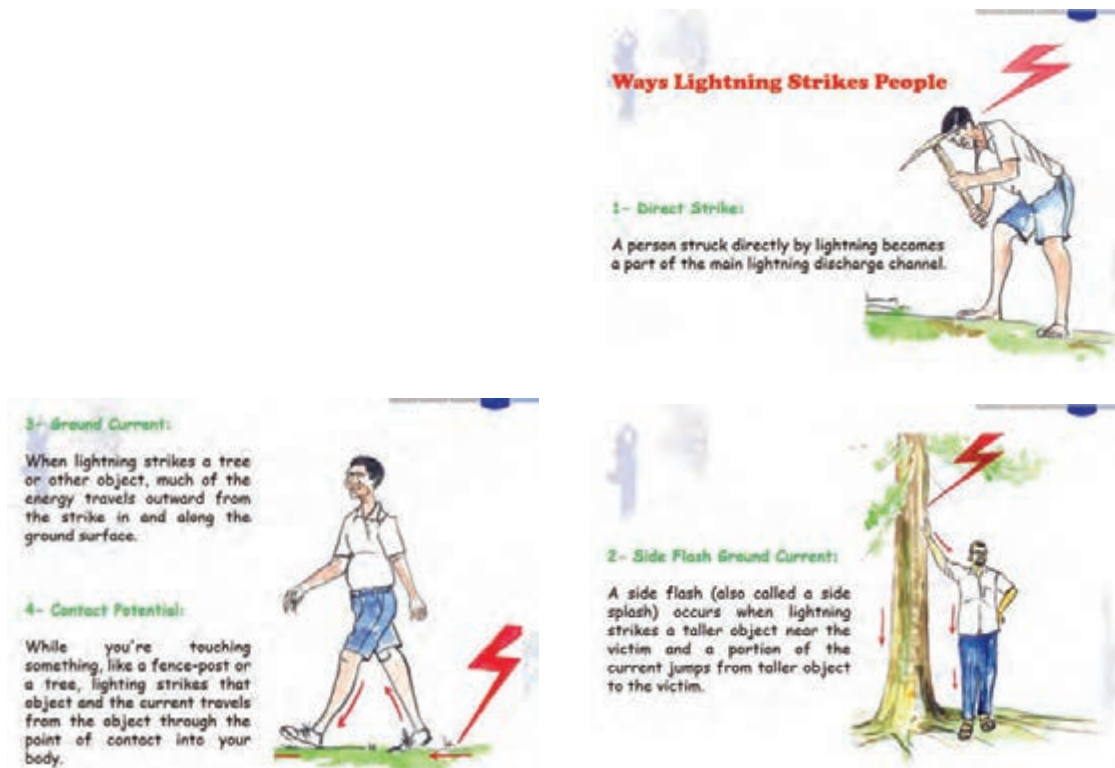 Ways Lightning Strikes People
1- Direct Strike:
A person struck directly by lightning becomes
a part of the main lightning discharge channel.
2- Side Flash Ground Current:
A side flash (also called a side
splash) occurs when lightning
strikes a taller object near the
victim and a portion of the
current jumps from taller object
to the victim.
3- Ground Current:
When lightning strikes a tree
or other object, much of the
energy travels outward from
the strike in and along the
ground surface.
4- Contact Potential:
While you're touching
something, like a fence-post or
a tree, lighting strikes that
object and the current travels
from the object through the
point of contact into your
body.